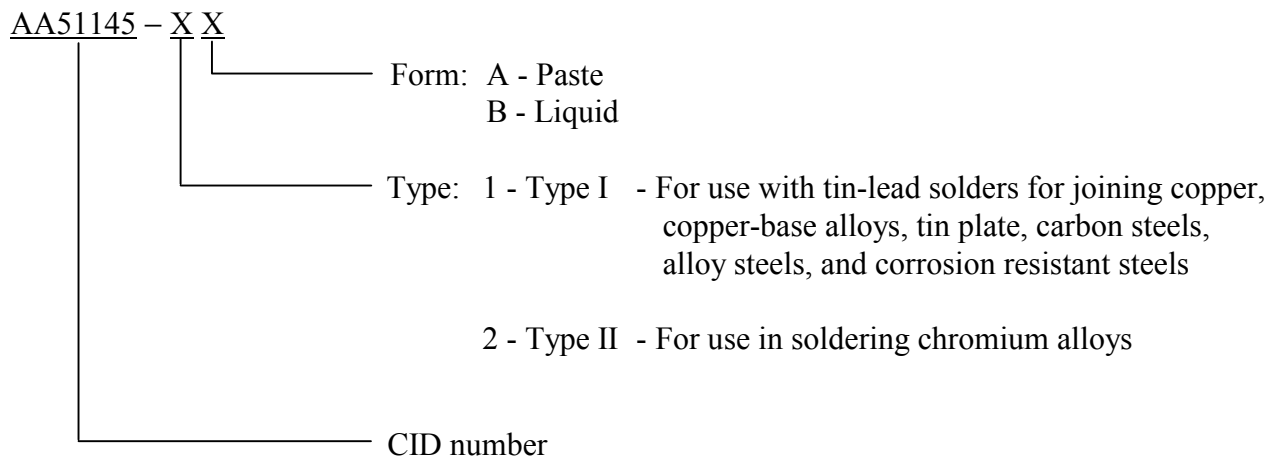 AA51145 – X X
Form: A - Paste
B - Liquid
Type: 1 - Type I - For use with tin-lead solders for joining copper,
copper-base alloys, tin plate, carbon steels,
alloy steels, and corrosion resistant steels
2 - Type II - For use in soldering chromium alloys
CID number